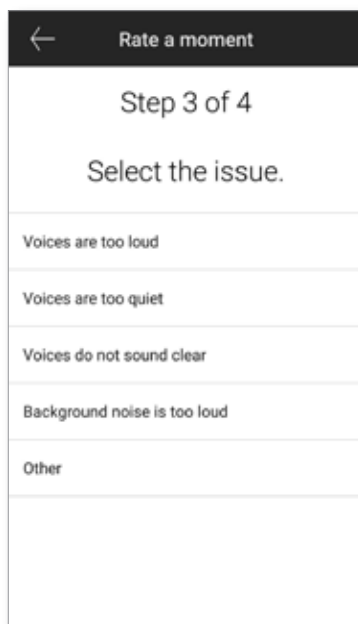 Rate a moment
Step 3 of 4
Select the issue.
Voices are too loud
Voices are too quiet
Voices do not sound clear
Background noise is too loud
Other